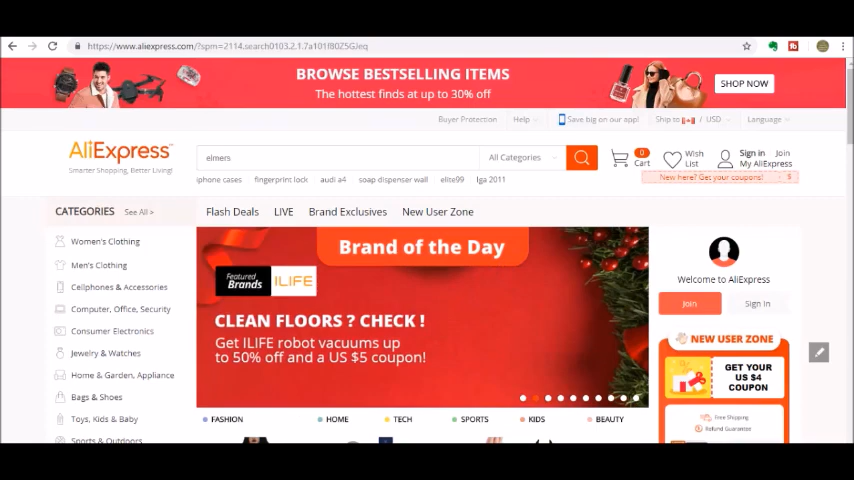 https://www.aliexpress.com/?spm=2114.search0103.2.1.7a101f80Z5GJeq
BROWSE BESTSELLING ITEMS
The hottest finds at up to 30% off
SHOP NOW
Buyer Protection
Help
Save big on our app!
Ship to
/ USD
Language
AliExpress
Smarter Shopping, Better Living!
elmers
All Categories
0
Cart
Wish
List
Sign in Join
My AliExpress
New here? Get your coupons! $
iphone cases fingerprint lock audi a4 soap dispenser wall elite99 lga 2011
CATEGORIES See All >
Flash Deals LIVE Brand Exclusives New User Zone
Women's Clothing
Men's Clothing
Cellphones & Accessories
Computer, Office, Security
Consumer Electronics
Jewelry & Watches
Home & Garden, Appliance
Bags & Shoes
Toys, Kids & Baby
Sports & Outdoors
Brand of the Day
Featured
Brands
ILIFE
CLEAN FLOORS ? CHECK !
Get ILIFE robot vacuums up
to 50% off and a US $5 coupon!
Welcome to AliExpress
Join
Sign In
NEW USER ZONE
GET YOUR
US $4
COUPON
Free Shipping
Refund Guarantee
FASHION HOME TECH SPORTS KIDS BEAUTY